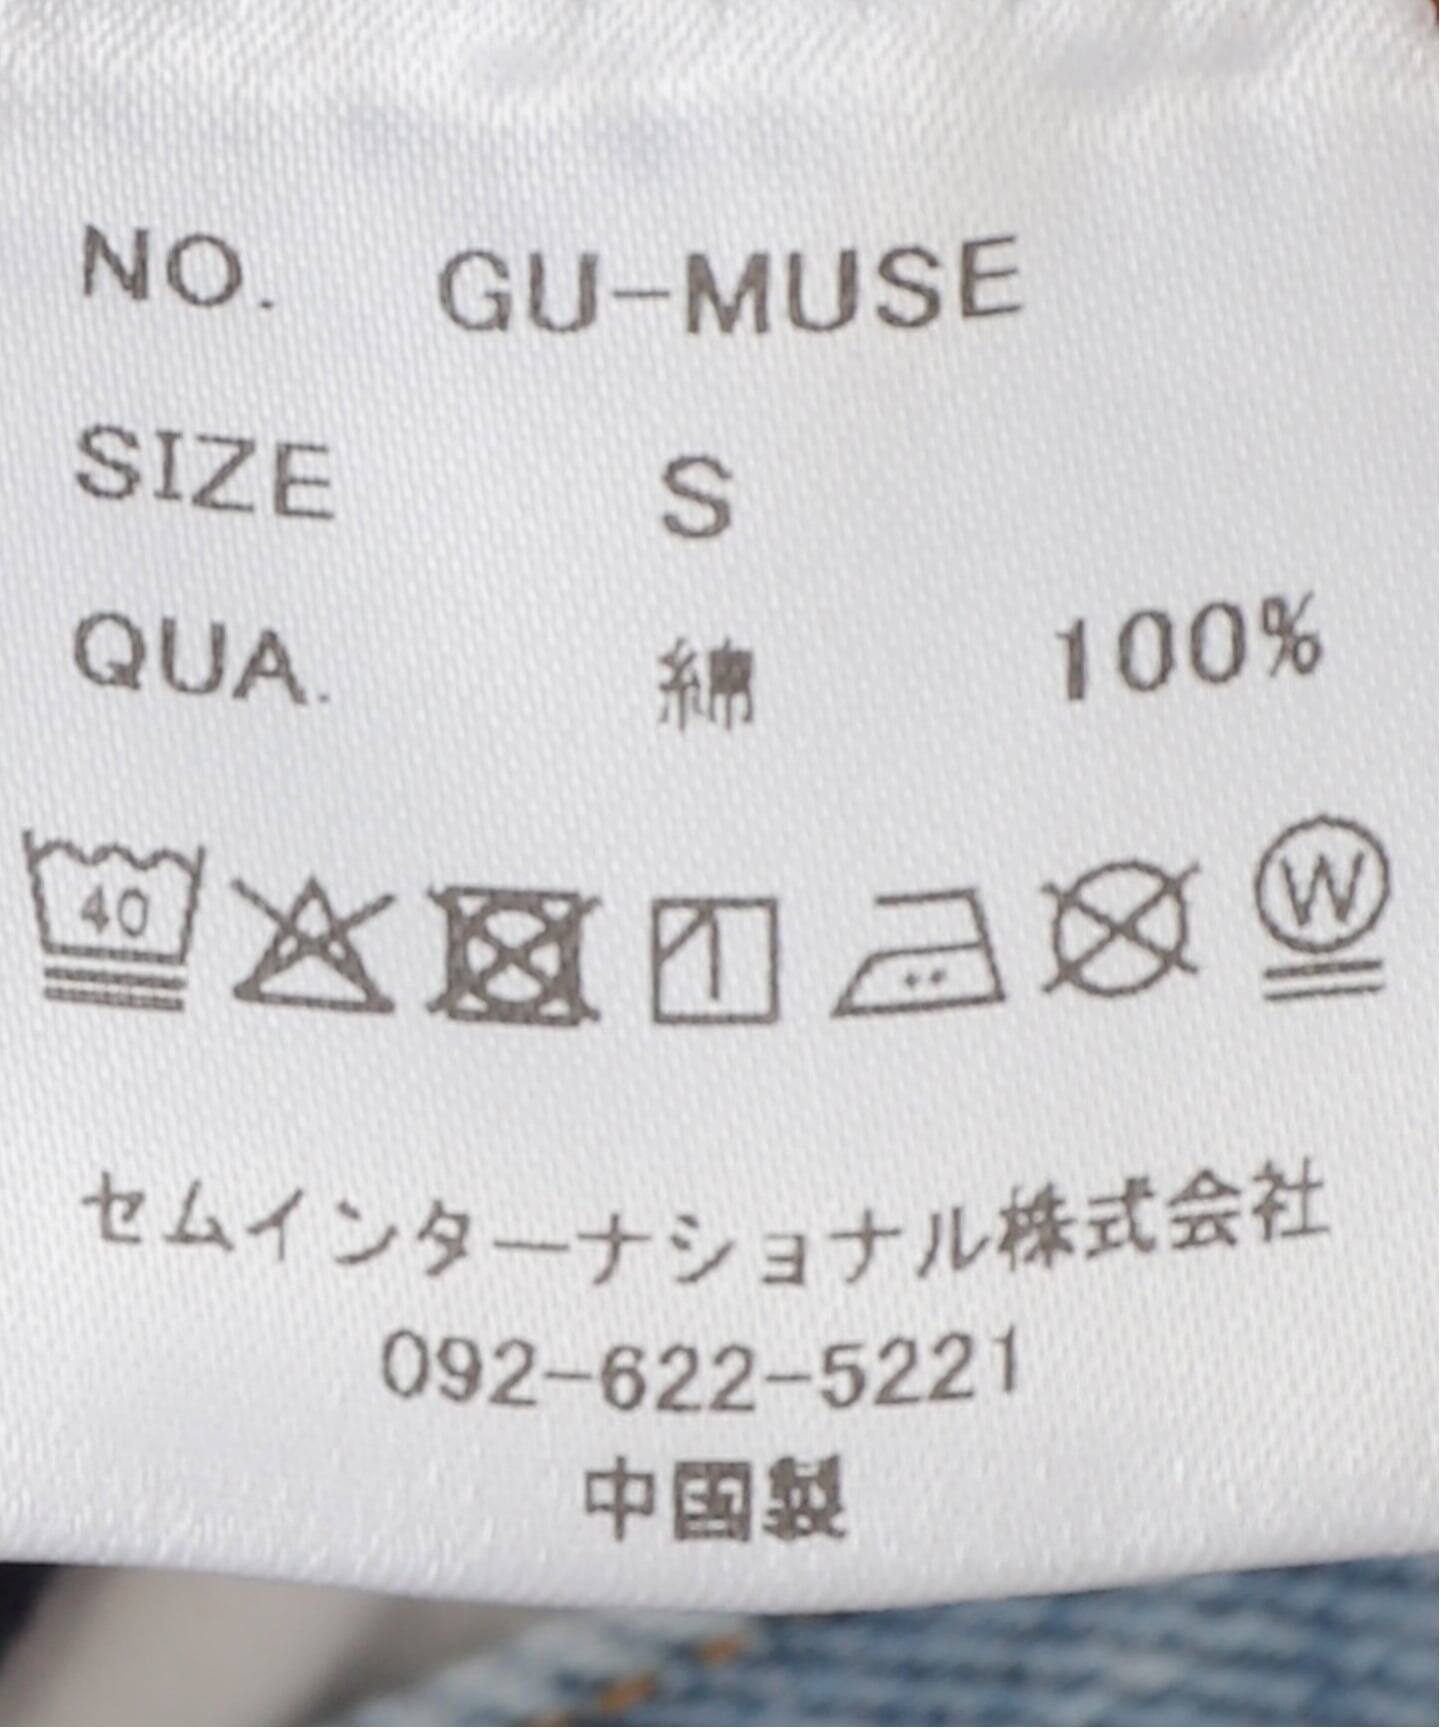 NO. GU-MUSE
SIZE S
QUA. 綿 100%
40 W
セムインターナショナル株式会社
092-622-5221
中国製